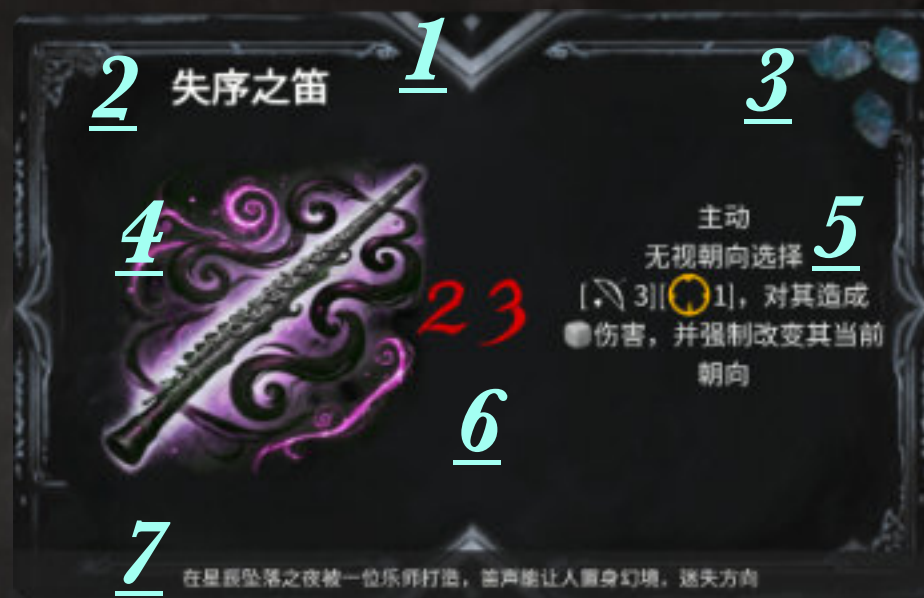 1
2
失序之笛
3
4
5
主动
无视朝向选择
[3][1]，对其造成
伤害，并强制改变其当前
朝向
23
6
7
在星辰坠落之夜被一位乐师打造，笛声能让人置身幻境，迷失方向